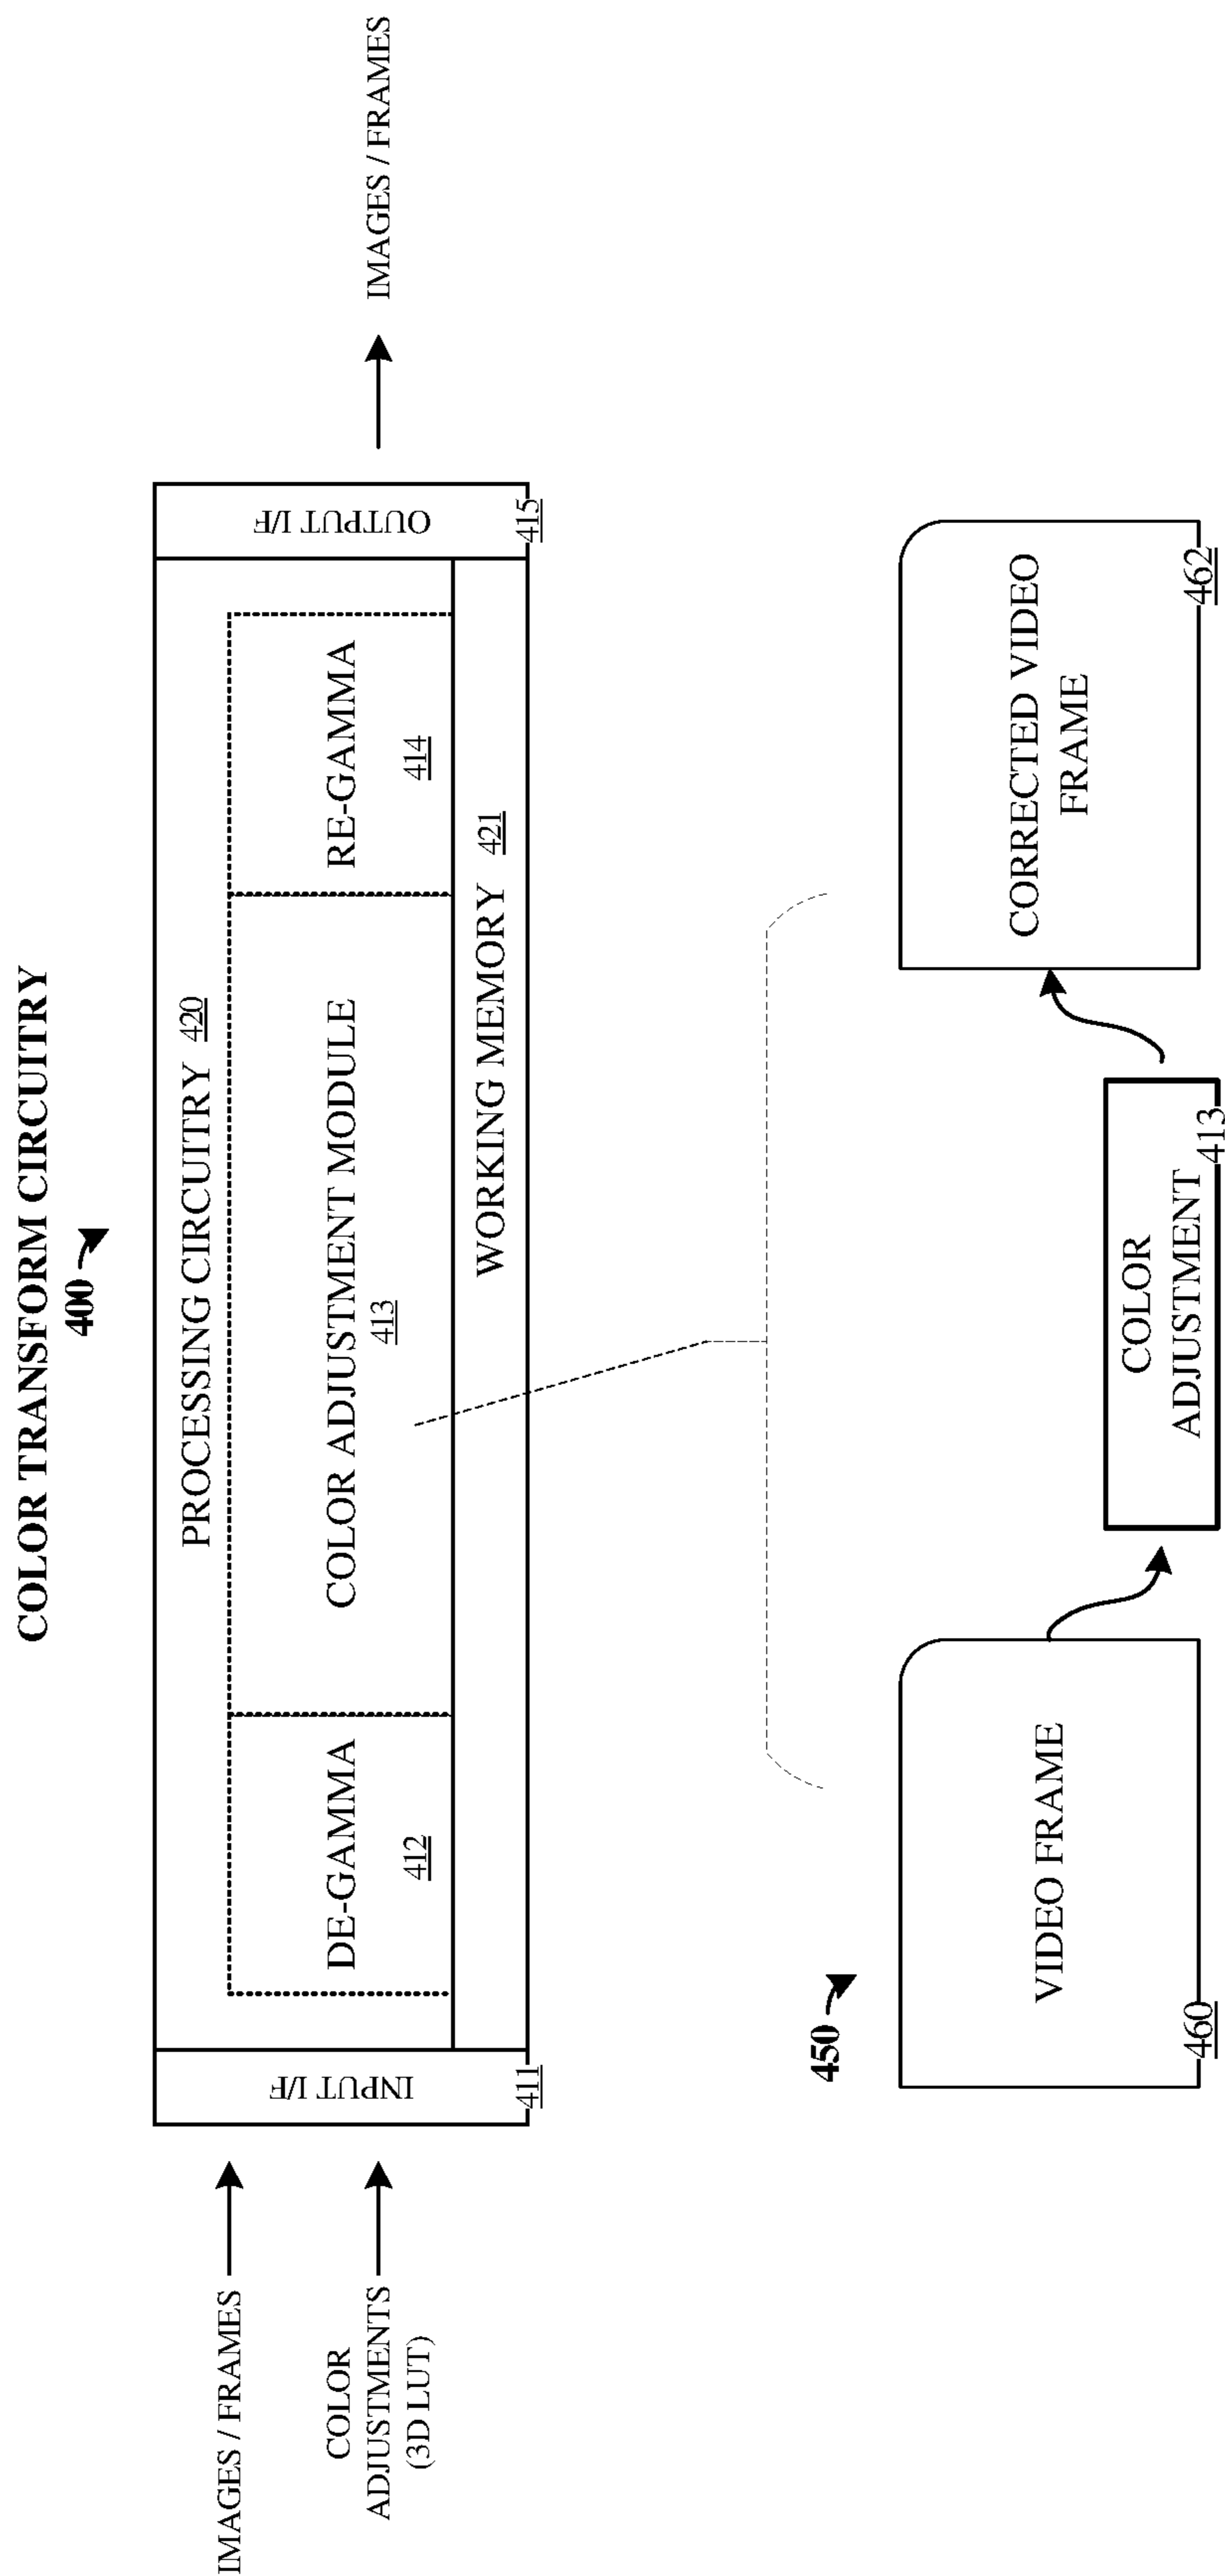 COLOR TRANSFORM CIRCUITRY
400
IMAGES / FRAMES
COLOR
ADJUSTMENTS
(3D LUT)
INPUT I/F
411
PROCESSING CIRCUITRY 420
DE-GAMMA
412
COLOR ADJUSTMENT MODULE
413
RE-GAMMA
414
WORKING MEMORY 421
OUTPUT I/F
415
IMAGES / FRAMES
450
VIDEO FRAME
460
COLOR
ADJUSTMENT
413
CORRECTED VIDEO
FRAME
462